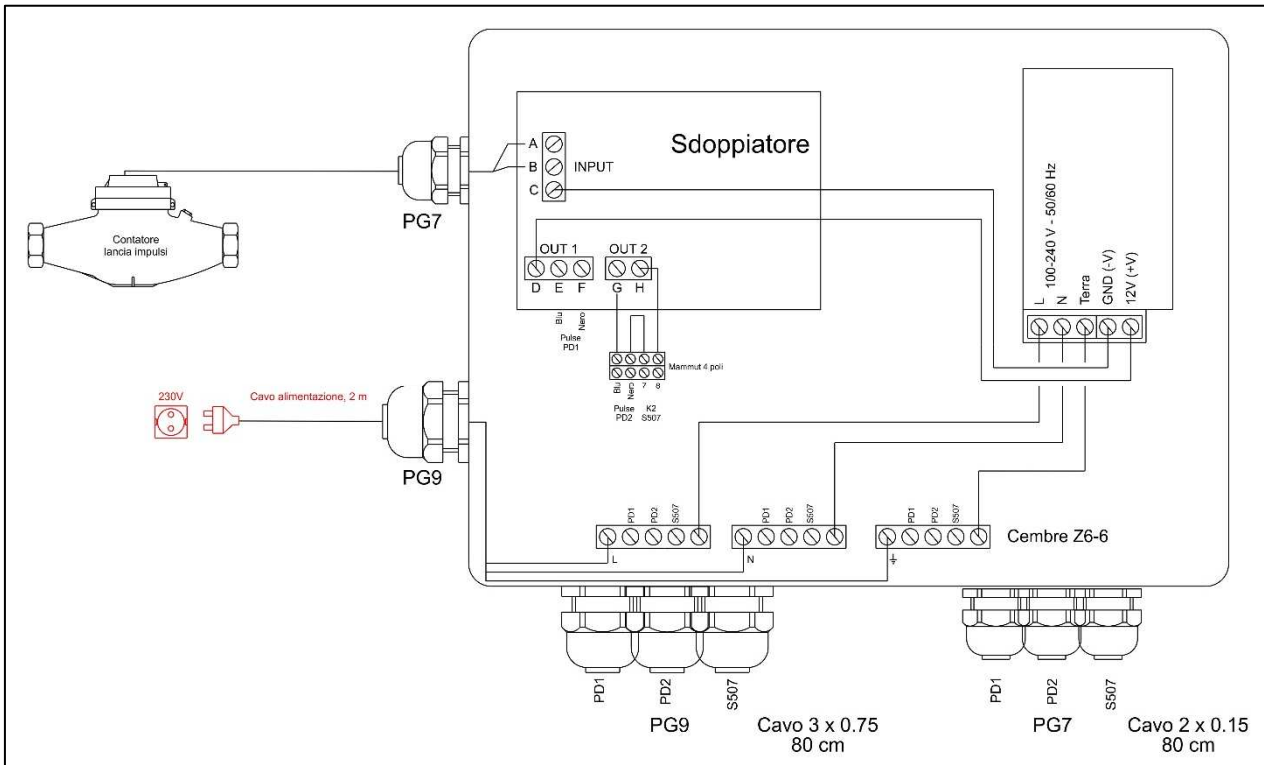 Sdoppiatore
A
B
C
INPUT
PG7
Contatore
lancia impulsi
OUT 1
OUT 2
D
E
F
G
H
Blu
Nero
Pulse
PD1
Mammut 4 poli
Blu
Nero
7
8
Pulse
PD2
K2
S507
100-240 V - 50/60 Hz
L
N
Terra
GND (-V)
12V (+V)
230V
Cavo alimentazione, 2 m
PG9
PD1
PD2
S507
L
PD1
PD2
S507
N
PD1
PD2
S507
Cembre Z6-6
PD1
PD2
S507
PG9
Cavo 3 x 0.75
80 cm
PD1
PD2
S507
PG7
Cavo 2 x 0.15
80 cm